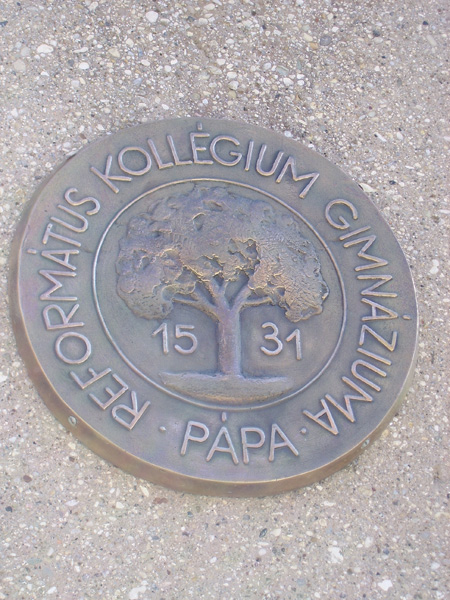 REFORMÁTUS KOLLÉGIUM GIMNÁZIUMA
· PÁPA ·
15 31